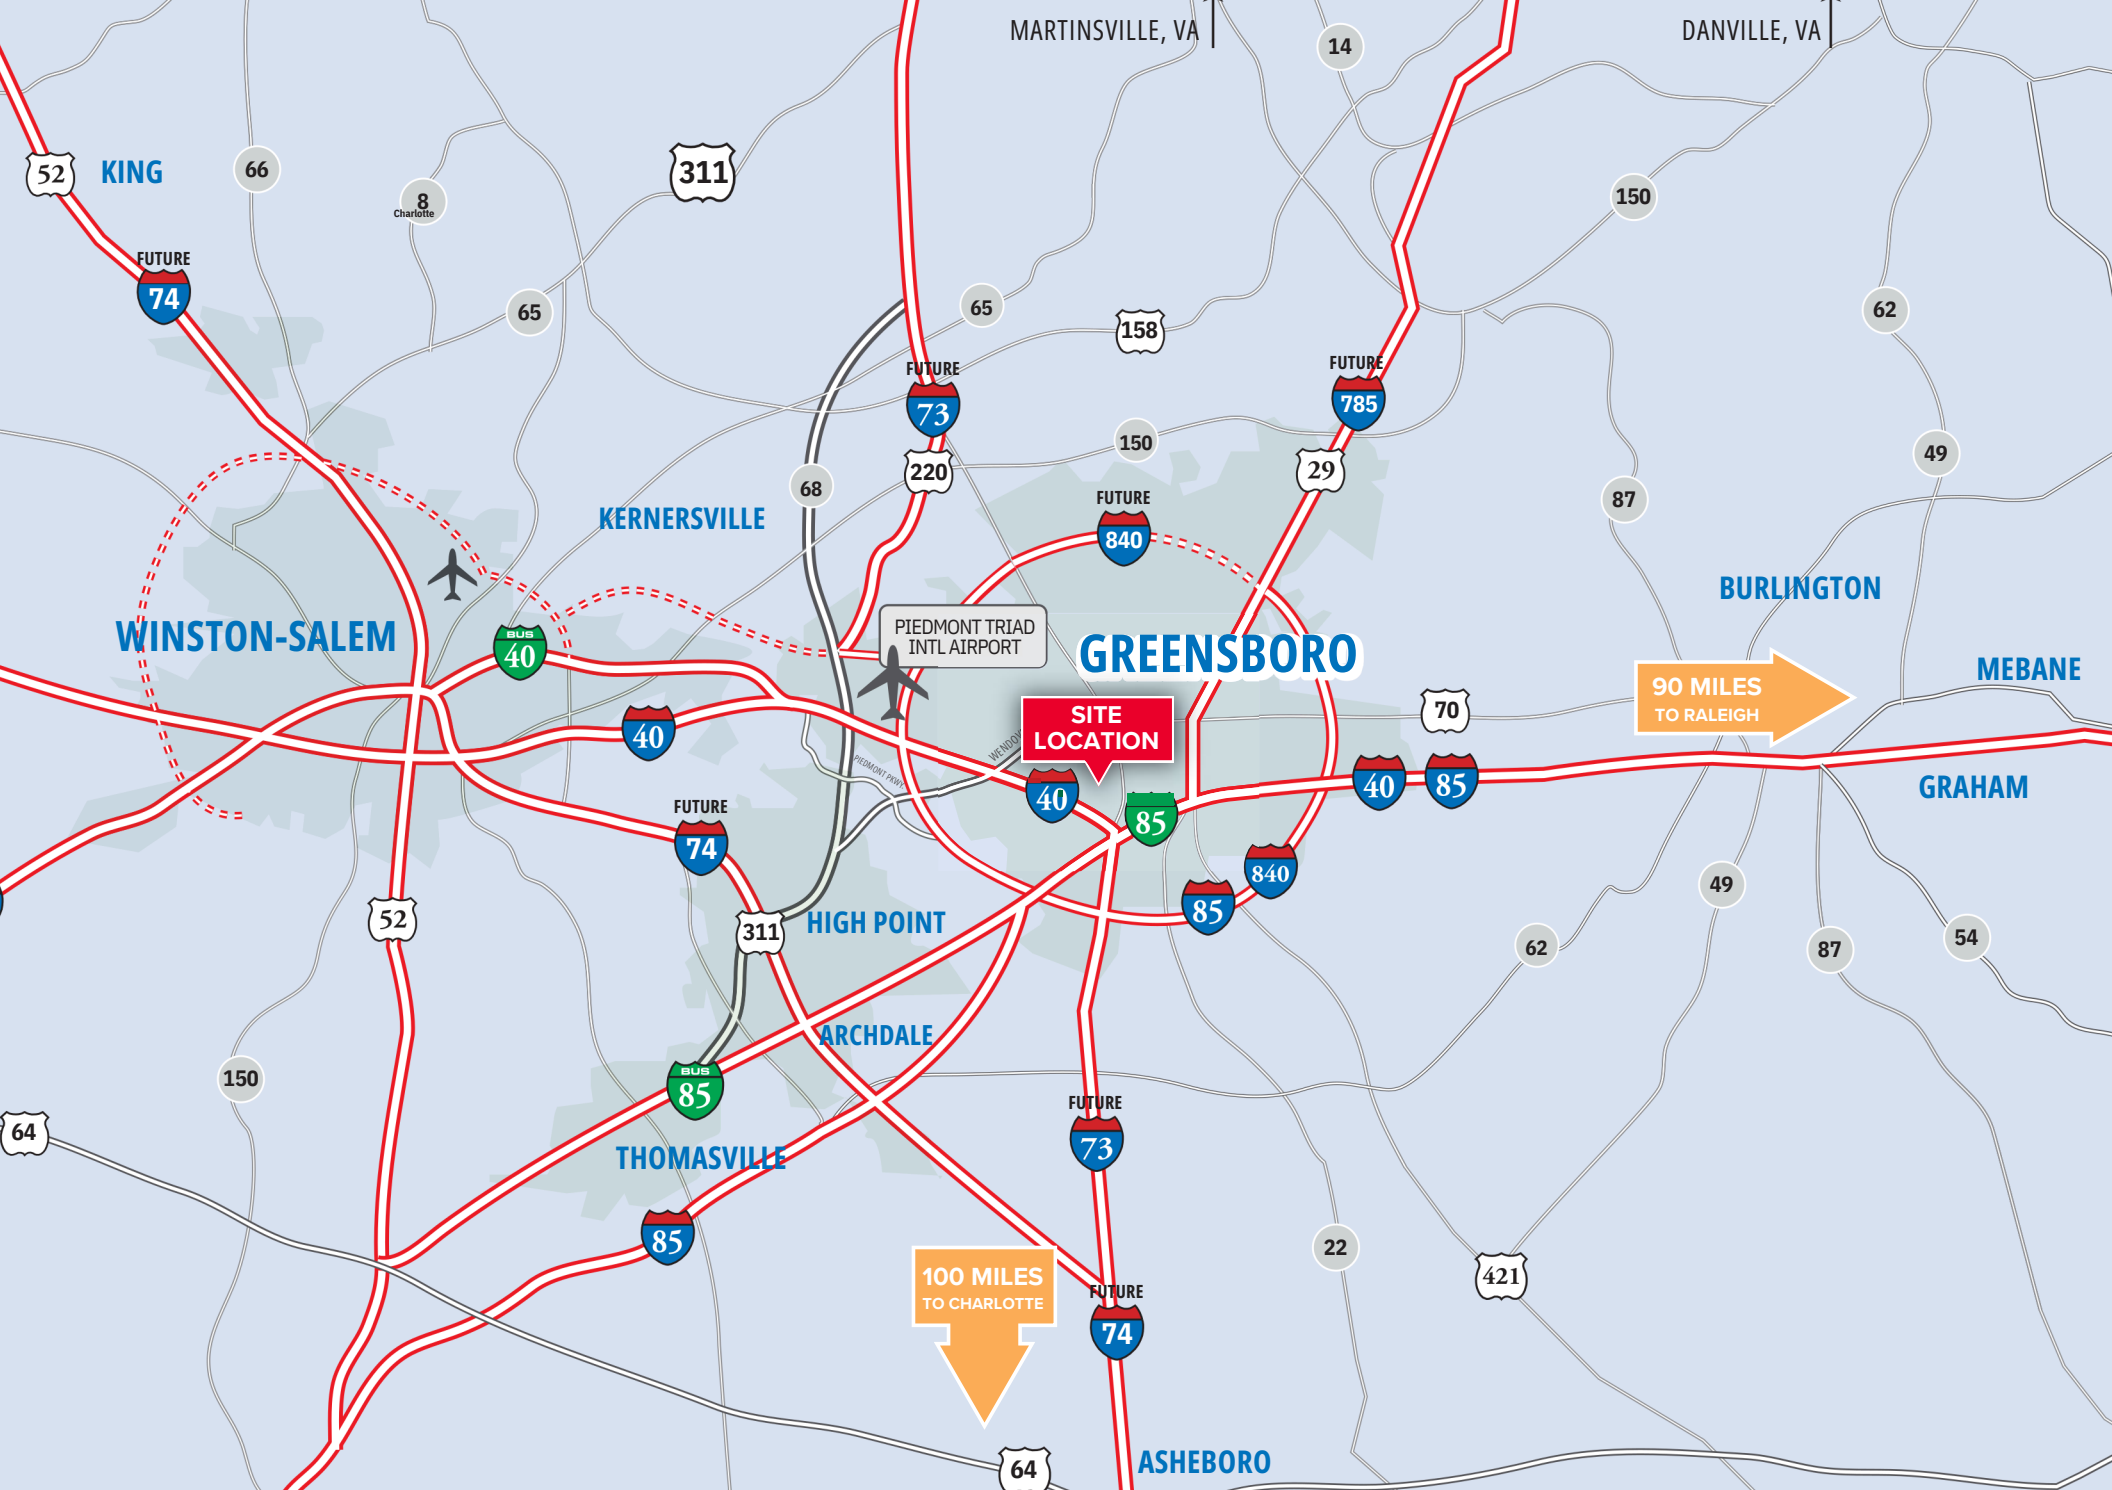 MARTINSVILLE, VA
DANVILLE, VA
14
52
KING
66
8
Charlotte
311
150
FUTURE
74
65
65
158
62
FUTURE
73
FUTURE
785
220
150
29
49
68
87
KERNERSVILLE
FUTURE
840
BURLINGTON
WINSTON-SALEM
BUS
40
PIEDMONT TRIAD
INTL AIRPORT
GREENSBORO
MEBANE
90 MILES
TO RALEIGH
70
SITE
LOCATION
40
PIEDMONT PKWY.
40
85
40
85
GRAHAM
FUTURE
74
840
85
49
52
311
HIGH POINT
62
87
54
ARCHDALE
150
BUS
85
64
FUTURE
73
THOMASVILLE
85
22
100 MILES
TO CHARLOTTE
FUTURE
74
421
64
ASHEBORO